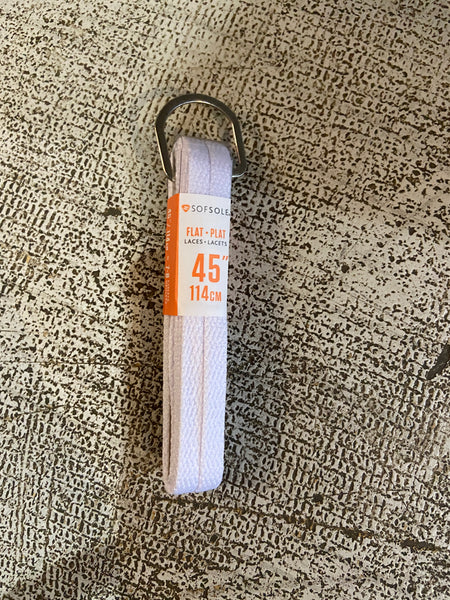 SOFSOLE
FLAT • PLAT
LACES • LACETS
45"
114CM